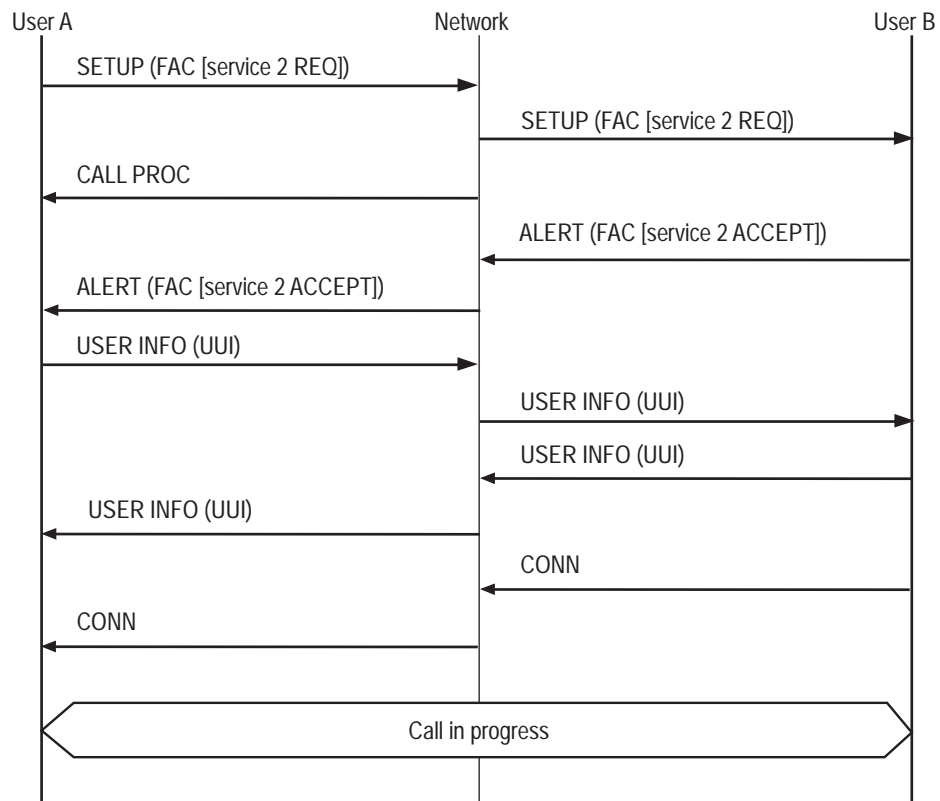 User A
Network
User B
SETUP (FAC [service 2 REQ])
SETUP (FAC [service 2 REQ])
CALL PROC
ALERT (FAC [service 2 ACCEPT])
ALERT (FAC [service 2 ACCEPT])
USER INFO (UUI)
USER INFO (UUI)
USER INFO (UUI)
USER INFO (UUI)
CONN
CONN
Call in progress